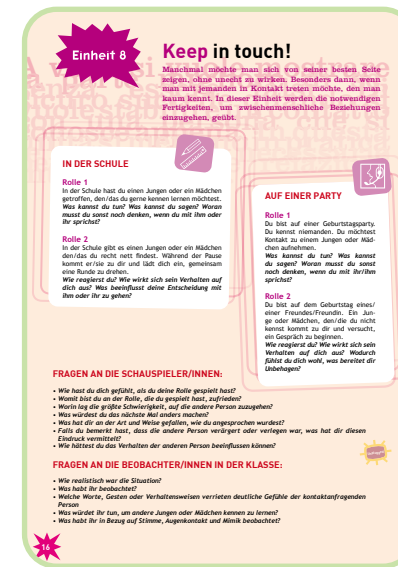 Einheit 8
Keep in touch!
Manchmal möchte man sich von seiner besten Seite
zeigen, ohne unecht zu wirken. Besonders dann, wenn
man mit jemanden in Kontakt treten möchte, den man
kaum kennt. In dieser Einheit werden die notwendigen
Fertigkeiten, um zwischenmenschliche Beziehungen
einzugehen, geübt.
IN DER SCHULE
Rolle 1
In der Schule hast du einen Jungen oder ein Mädchen
getroffen, den/das du gerne kennen lernen möchtest.
Was kannst du tun? Was kannst du sagen? Woran
musst du sonst noch denken, wenn du mit ihm oder
ihr sprichst?
Rolle 2
In der Schule gibt es einen Jungen oder ein Mädchen
den/das du recht nett findest. Während der Pause
kommt er/sie zu dir und lädt dich ein, gemeinsam
eine Runde zu drehen.
Wie reagierst du? Wie wirkt sich sein Verhalten auf
dich aus? Was beeinflusst deine Entscheidung mit
ihm oder ihr zu gehen?
AUF EINER PARTY
Rolle 1
Du bist auf einer Geburtstagsparty.
Du kennst niemanden. Du möchtest
Kontakt zu einem Jungen oder Mäd-
chen aufnehmen.
Was kannst du tun? Was kannst
du sagen? Woran musst du sonst
noch denken, wenn du mit ihr/ihm
sprichst?
Rolle 2
Du bist auf dem Geburtstag eines/
einer Freundes/Freundin. Ein Jun-
ge oder Mädchen, den/die du nicht
kennst kommt zu dir und versucht,
ein Gespräch zu beginnen.
Wie reagierst du? Wie wirkt sich sein
Verhalten auf dich aus? Wodurch
fühlst du dich wohl, was bereitet dir
Unbehagen?
FRAGEN AN DIE SCHAUSPIELER/INNEN:
• Wie hast du dich gefühlt, als du deine Rolle gespielt hast?
• Womit bist du an der Rolle, die du gespielt hast, zufrieden?
• Worin lag die größte Schwierigkeit, auf die andere Person zuzugehen?
• Was würdest du das nächste Mal anders machen?
• Was hat dir an der Art und Weise gefallen, wie du angesprochen wurdest?
• Falls du bemerkt hast, dass die andere Person verärgert oder verlegen war, was hat dir diesen
Eindruck vermittelt?
• Wie hättest du das Verhalten der anderen Person beeinflussen können?
FRAGEN AN DIE BEOBACHTER/INNEN IN DER KLASSE:
• Wie realistisch war die Situation?
• Was habt ihr beobachtet?
• Welche Worte, Gesten oder Verhaltensweisen verrieten deutliche Gefühle der kontaktanfragenden
Person
• Was würdet ihr tun, um andere Jungen oder Mädchen kennen zu lernen?
• Was habt ihr in Bezug auf Stimme, Augenkontakt und Mimik beobachtet?
16